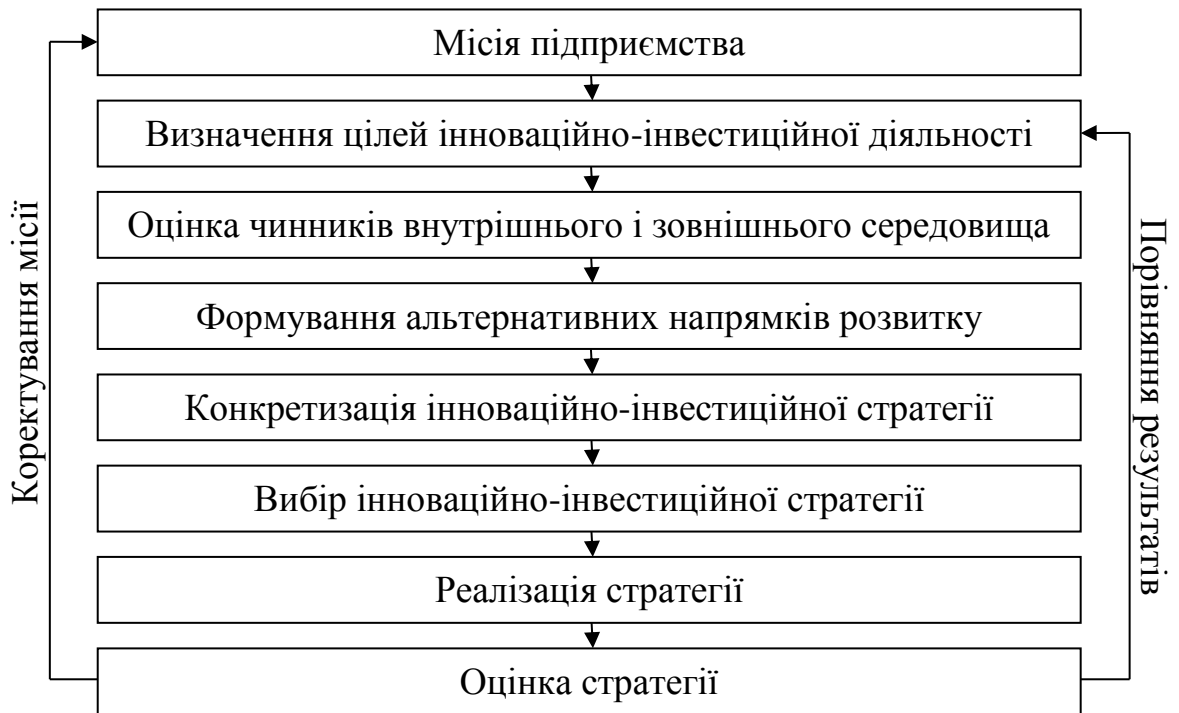 Місія підприємства
Визначення цілей інноваційно-інвестиційної діяльності
Оцінка чинників внутрішнього і зовнішнього середовища
Формування альтернативних напрямків розвитку
Конкретизація інноваційно-інвестиційної стратегії
Вибір інноваційно-інвестиційної стратегії
Реалізація стратегії
Оцінка стратегії
Коректування місії
Порівняння результатів